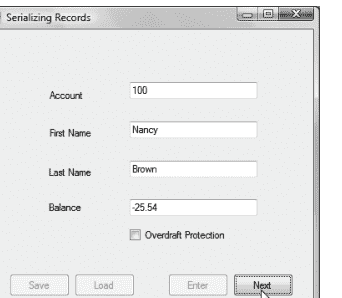 Serializing Records
Account 100
First Name Nancy
Last Name Brown
Balance -25.54
Overdraft Protection
Save Load Enter Next